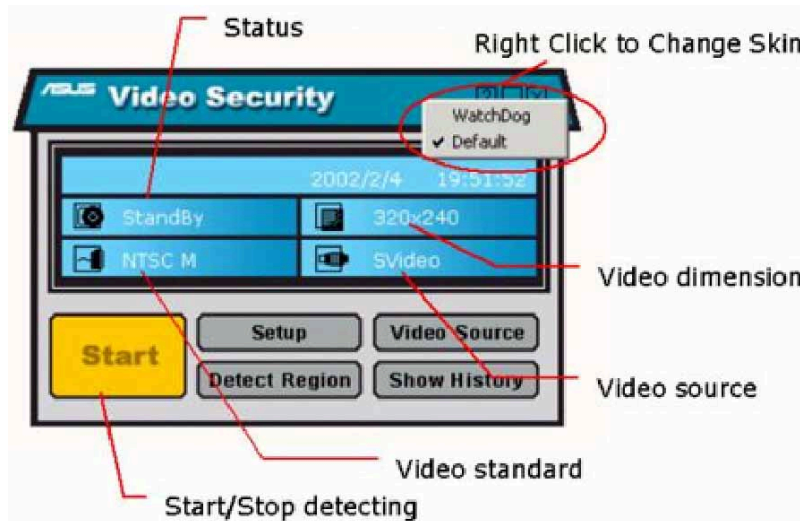 Status
Right Click to Change Skin
ASUS Video Security
WatchDog
✔ Default
2002/2/4 19:51:52
StandBy
320x240
NTSC M
SVideo
Video dimension
Start
Setup
Video Source
Detect Region
Show History
Video source
Video standard
Start/Stop detecting